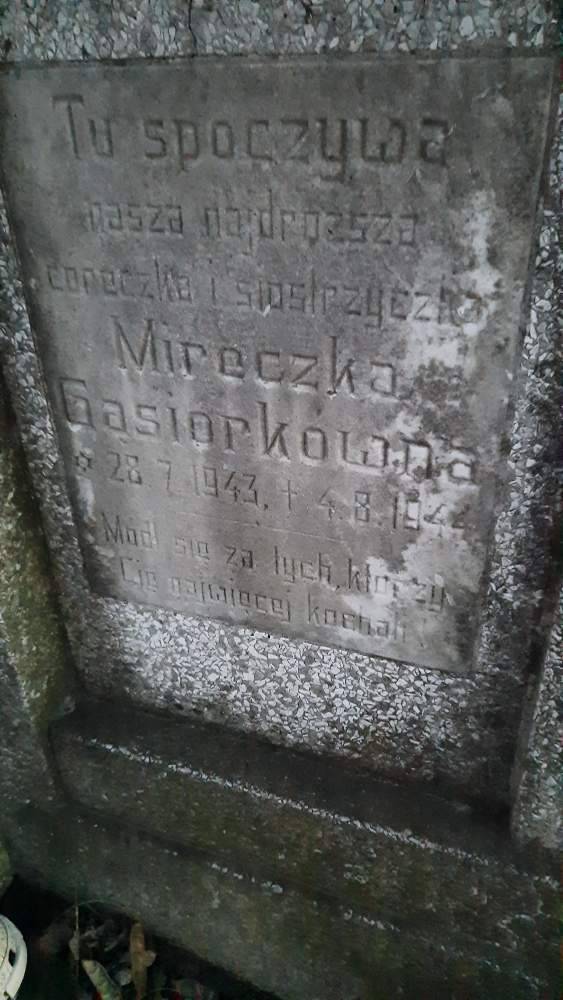 Tu spoczywa
nasza najdroższa
córeczka i siostrzyczka
Mireczka
Gąsiorkówna
* 28.7.1943. † 4.8.1944
Módl się za tych, którzy
Cię najwięcej kochali